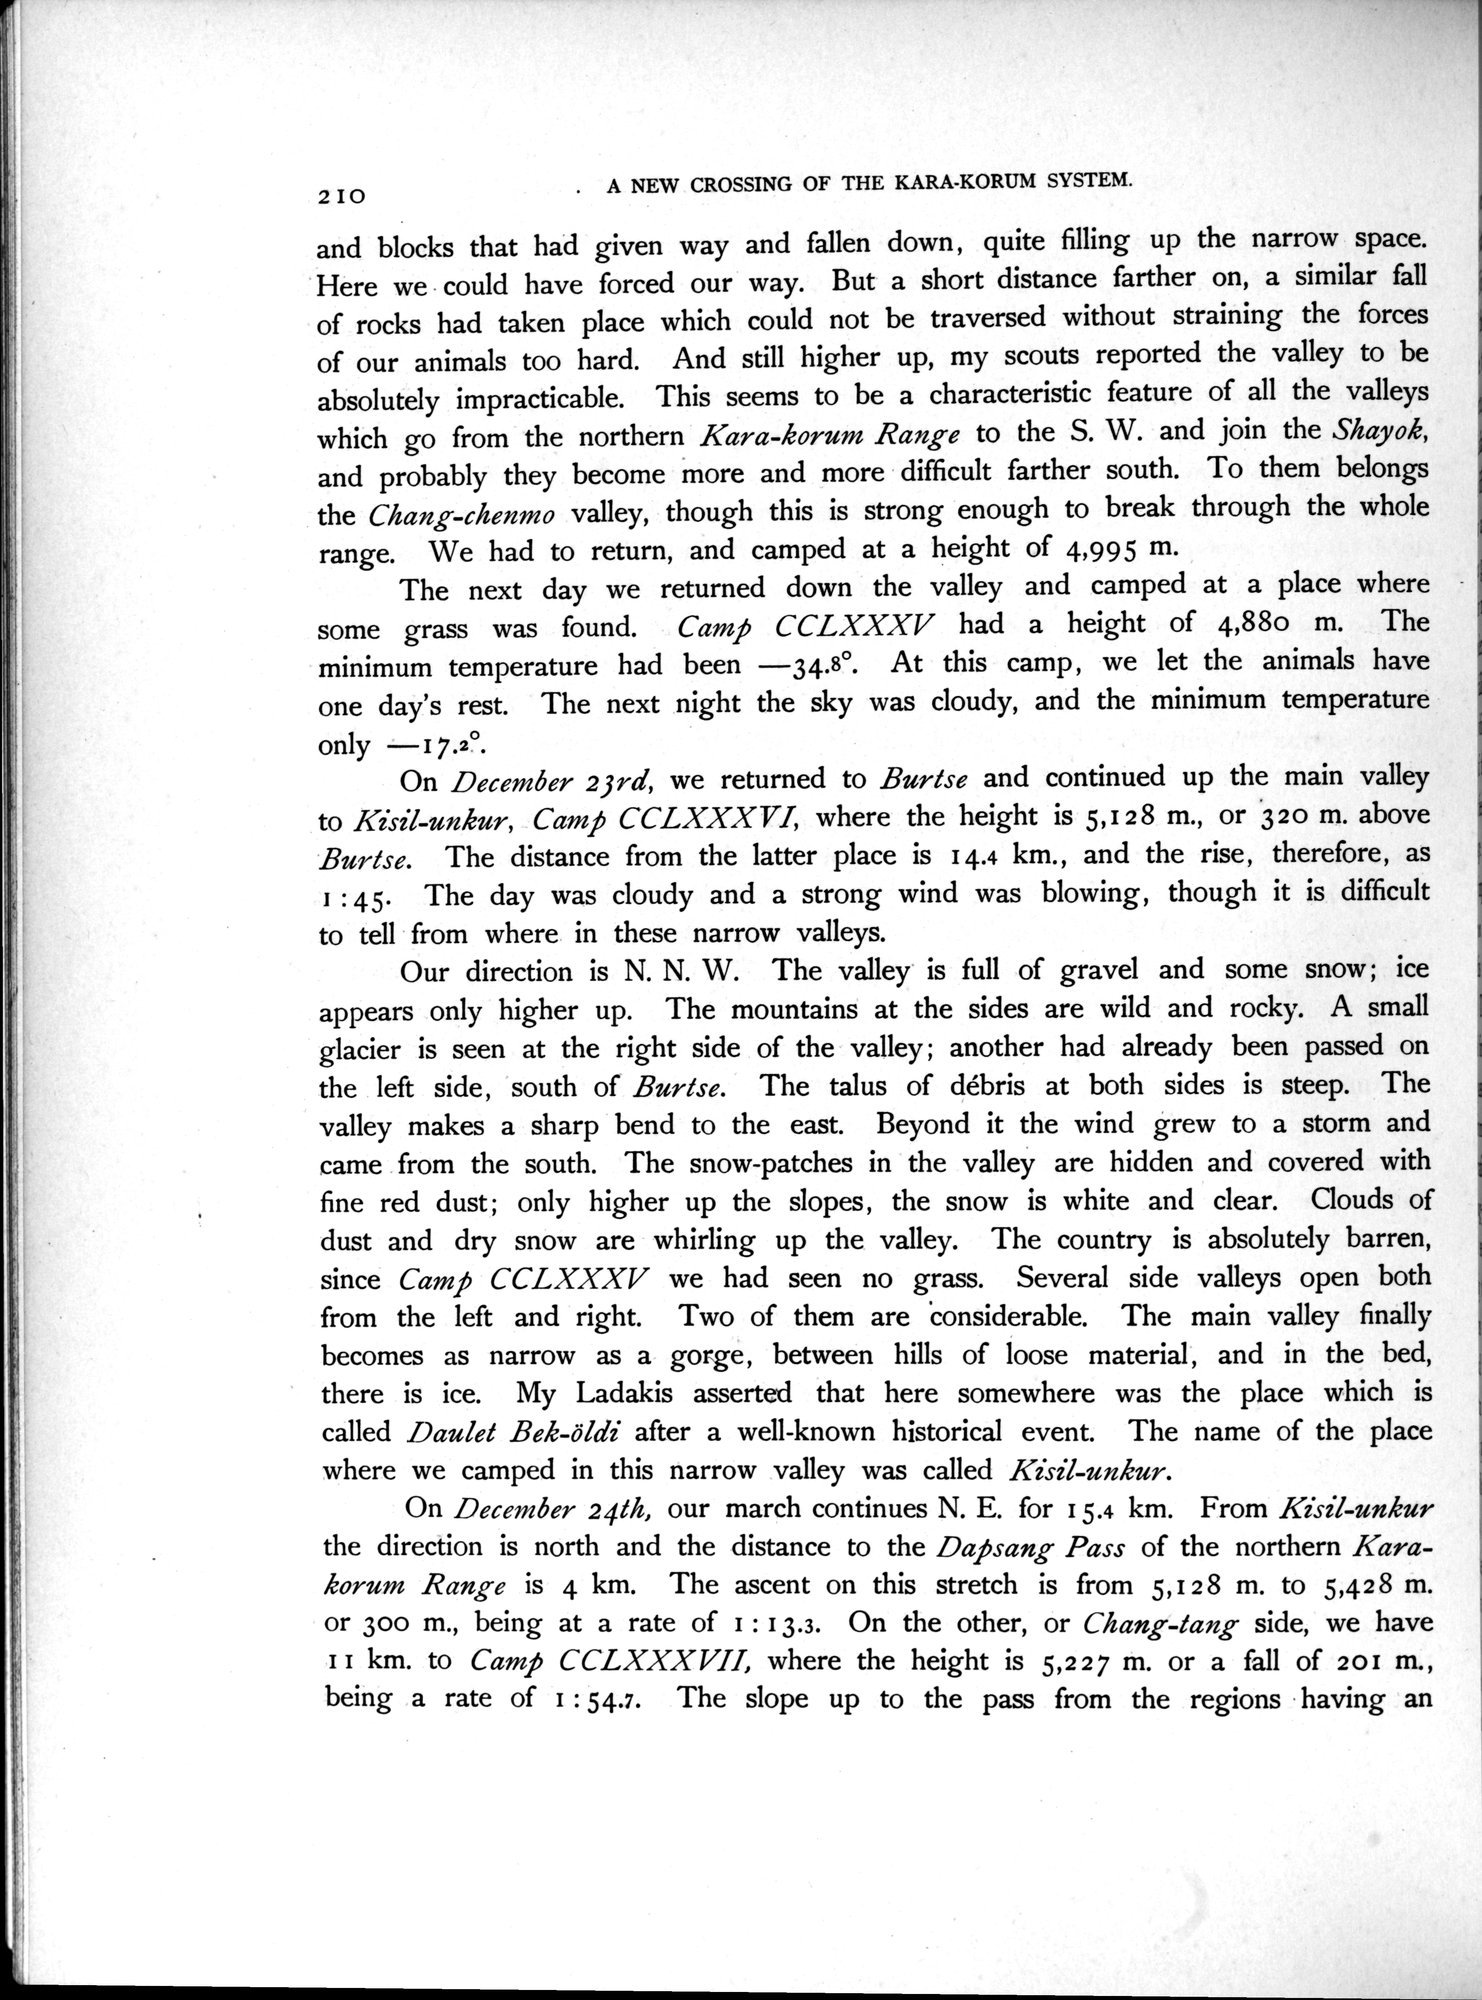 210
A NEW CROSSING OF THE KARA-KORUM SYSTEM.
and blocks that had given way and fallen down, quite filling up the narrow space.
Here we could have forced our way. But a short distance farther on, a similar fall
of rocks had taken place which could not be traversed without straining the forces
of our animals too hard. And still higher up, my scouts reported the valley to be
absolutely impracticable. This seems to be a characteristic feature of all the valleys
which go from the northern Kara-korum Range to the S. W. and join the Shayok,
and probably they become more and more difficult farther south. To them belongs
the Chang-chenmo valley, though this is strong enough to break through the whole
range. We had to return, and camped at a height of 4,995 m.
The next day we returned down the valley and camped at a place where
some grass was found. Camp CCLXXXV had a height of 4,880 m. The
minimum temperature had been —34.8°. At this camp, we let the animals have
one day's rest. The next night the sky was cloudy, and the minimum temperature
only —17.2°.
On December 23rd, we returned to Burtse and continued up the main valley
to Kisil-unkur, Camp CCLXXXVI, where the height is 5,128 m., or 320 m. above
Burtse. The distance from the latter place is 14.4 km., and the rise, therefore, as
1 : 45. The day was cloudy and a strong wind was blowing, though it is difficult
to tell from where in these narrow valleys.
Our direction is N. N. W. The valley is full of gravel and some snow; ice
appears only higher up. The mountains at the sides are wild and rocky. A small
glacier is seen at the right side of the valley; another had already been passed on
the left side, south of Burtse. The talus of débris at both sides is steep. The
valley makes a sharp bend to the east. Beyond it the wind grew to a storm and
came from the south. The snow-patches in the valley are hidden and covered with
fine red dust; only higher up the slopes, the snow is white and clear. Clouds of
dust and dry snow are whirling up the valley. The country is absolutely barren,
since Camp CCLXXXV we had seen no grass. Several side valleys open both
from the left and right. Two of them are considerable. The main valley finally
becomes as narrow as a gorge, between hills of loose material, and in the bed,
there is ice. My Ladakis asserted that here somewhere was the place which is
called Daulet Bek-öldi after a well-known historical event. The name of the place
where we camped in this narrow valley was called Kisil-unkur.
On December 24th, our march continues N. E. for 15.4 km. From Kisil-unkur
the direction is north and the distance to the Dapsang Pass of the northern Kara-
korum Range is 4 km. The ascent on this stretch is from 5,128 m. to 5,428 m.
or 300 m., being at a rate of 1 : 13.3. On the other, or Chang-tang side, we have
11 km. to Camp CCLXXXVII, where the height is 5,227 m. or a fall of 201 m.,
being a rate of 1 : 54.7. The slope up to the pass from the regions having an